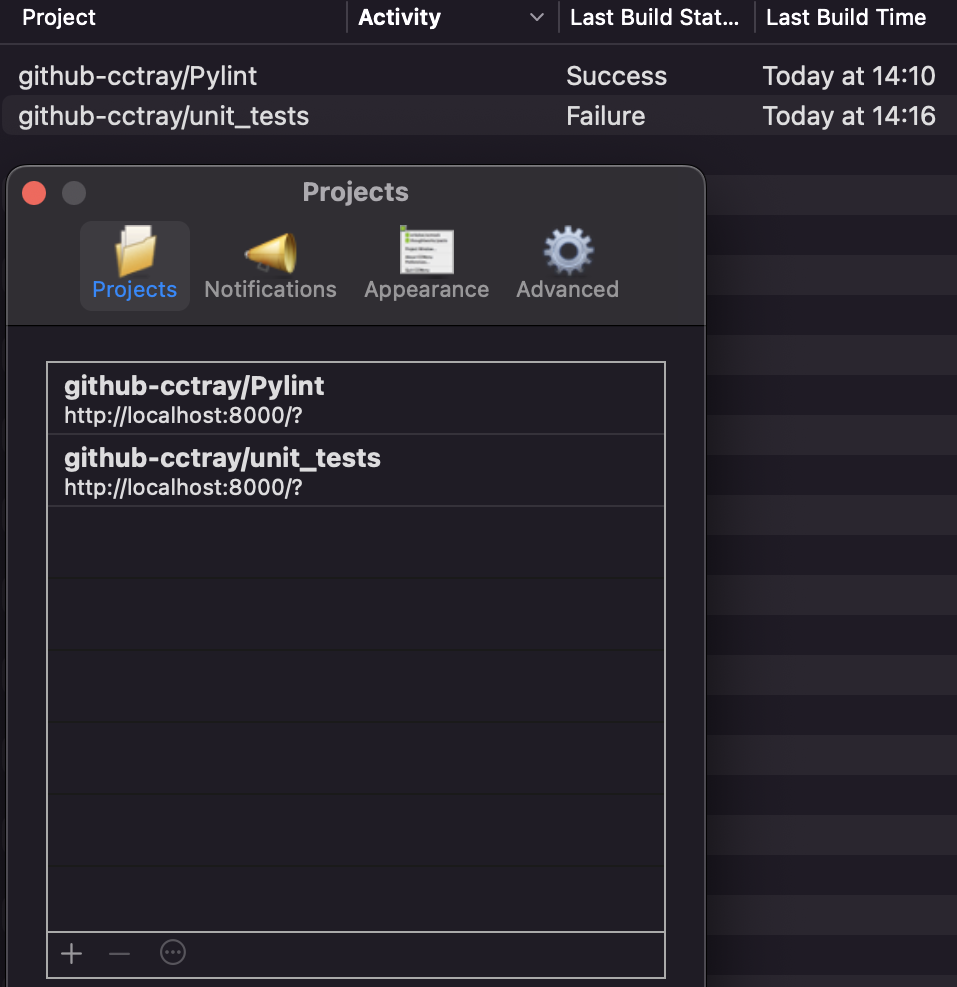 Project Activity Last Build Stat... Last Build Time
github-cctray/Pylint Success Today at 14:10
github-cctray/unit_tests Failure Today at 14:16
Projects
Projects Notifications Appearance Advanced
github-cctray/Pylint
http://localhost:8000/?
github-cctray/unit_tests
http://localhost:8000/?